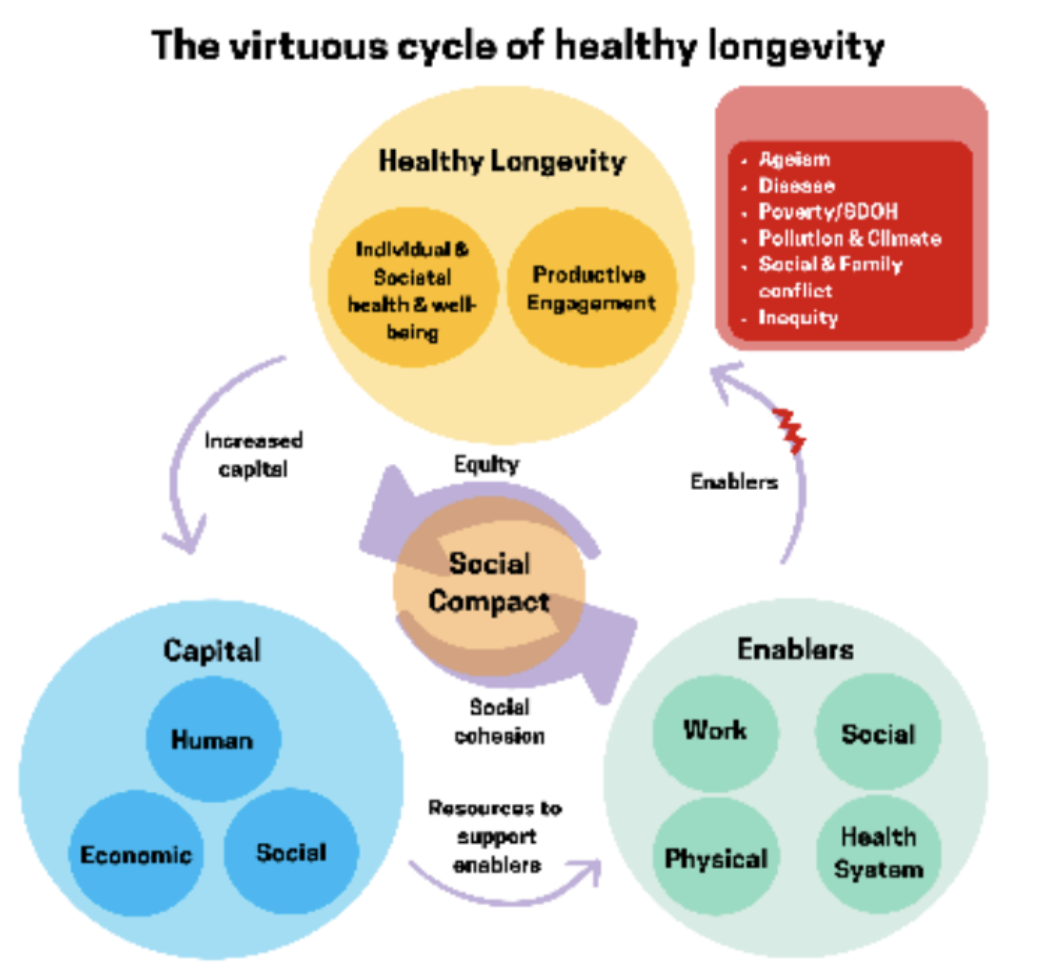 The virtuous cycle of healthy longevity
Healthy Longevity
Individual &
Societal
health & well-
being
Productive
Engagement
• Ageism
• Disease
• Poverty/SDOH
• Pollution & Climate
• Social & Family
conflict
• Inequity
Increased
capital
Equity
Enablers
Social
Compact
Capital
Human
Economic
Social
Social
cohesion
Resources to
support
enablers
Enablers
Work
Social
Physical
Health
System